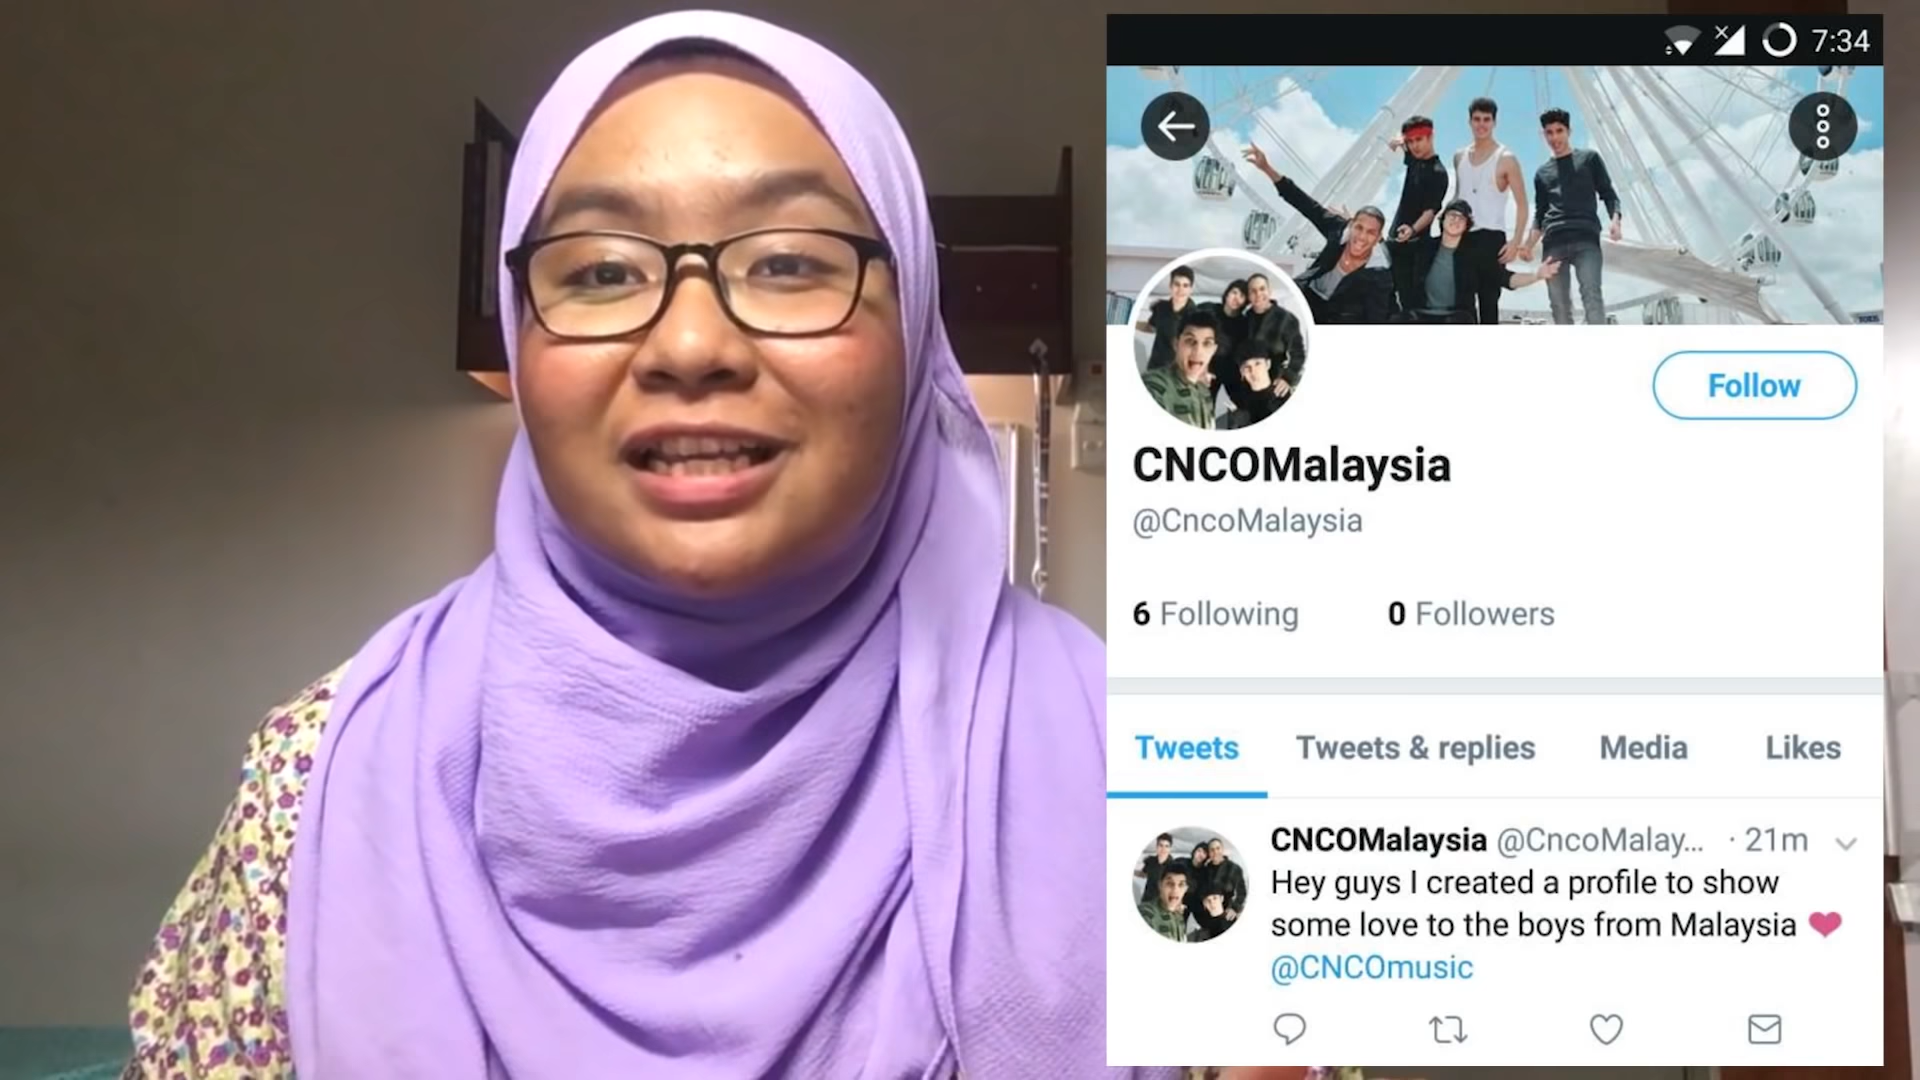 7:34
Follow
CNCOMalaysia
@CncoMalaysia
6 Following 0 Followers
Tweets Tweets & replies Media Likes
CNCOMalaysia @CncoMalay... · 21m
Hey guys I created a profile to show
some love to the boys from Malaysia ❤
@CNCOmusic